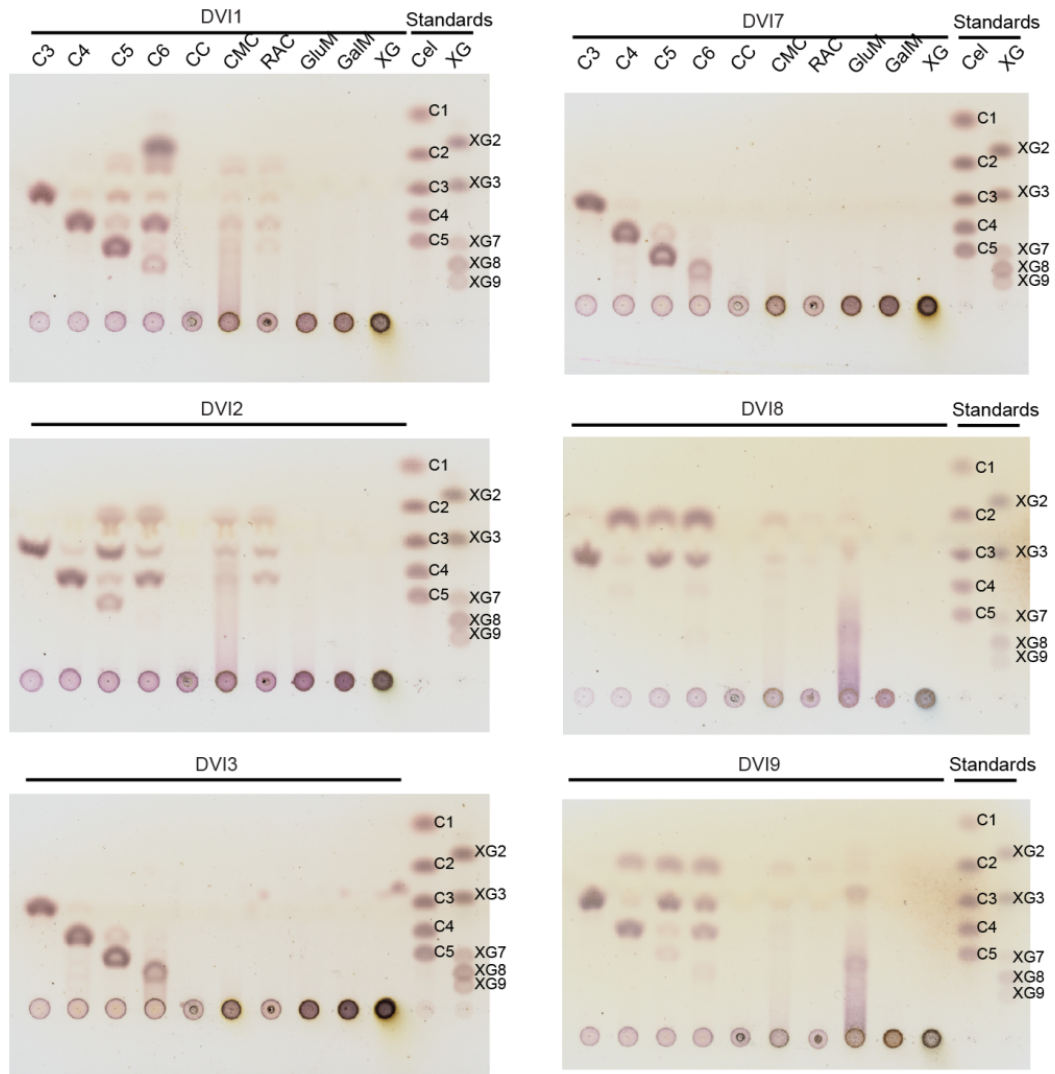 DVI1 Standards
C3 C4 C5 C6 CC CMC RAC GluM GalM XG Cel XG
C1
XG2
C2
C3 XG3
C4
C5 XG7
XG8
XG9
DVI7 Standards
C3 C4 C5 C6 CC CMC RAC GluM GalM XG Cel XG
C1
XG2
C2
C3 XG3
C4
C5 XG7
XG8
XG9
DVI2
C1
XG2
C2
C3 XG3
C4
C5 XG7
XG8
XG9
DVI8 Standards
C1
XG2
C2
C3 XG3
C4
C5 XG7
XG8
XG9
DVI3
C1
XG2
C2
C3 XG3
C4
C5 XG7
XG8
XG9
DVI9 Standards
C1
XG2
C2
C3 XG3
C4
C5 XG7
XG8
XG9